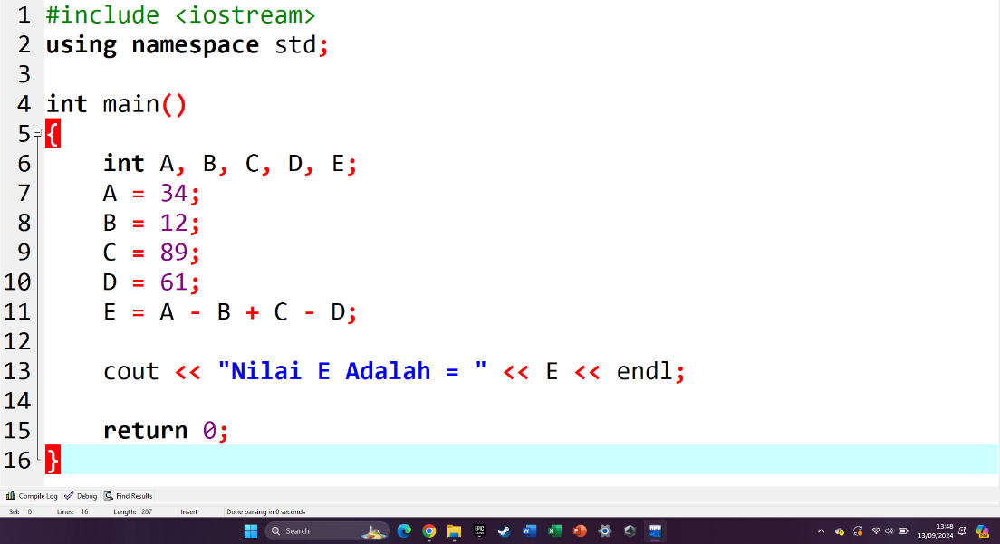 1 #include <iostream>
2 using namespace std;
3
4 int main()
5 {
6 int A, B, C, D, E;
7 A = 34;
8 B = 12;
9 C = 89;
10 D = 61;
11 E = A - B + C - D;
12
13 cout << "Nilai E Adalah = " << E << endl;
14
15 return 0;
16 }
Compile Log Debug Find Results
Sel: 0 Lines: 16 Length: 207 Insert Done parsing in 0 seconds
Search EPIC GAMES W X P DEV C++ 13:48
13/09/2024